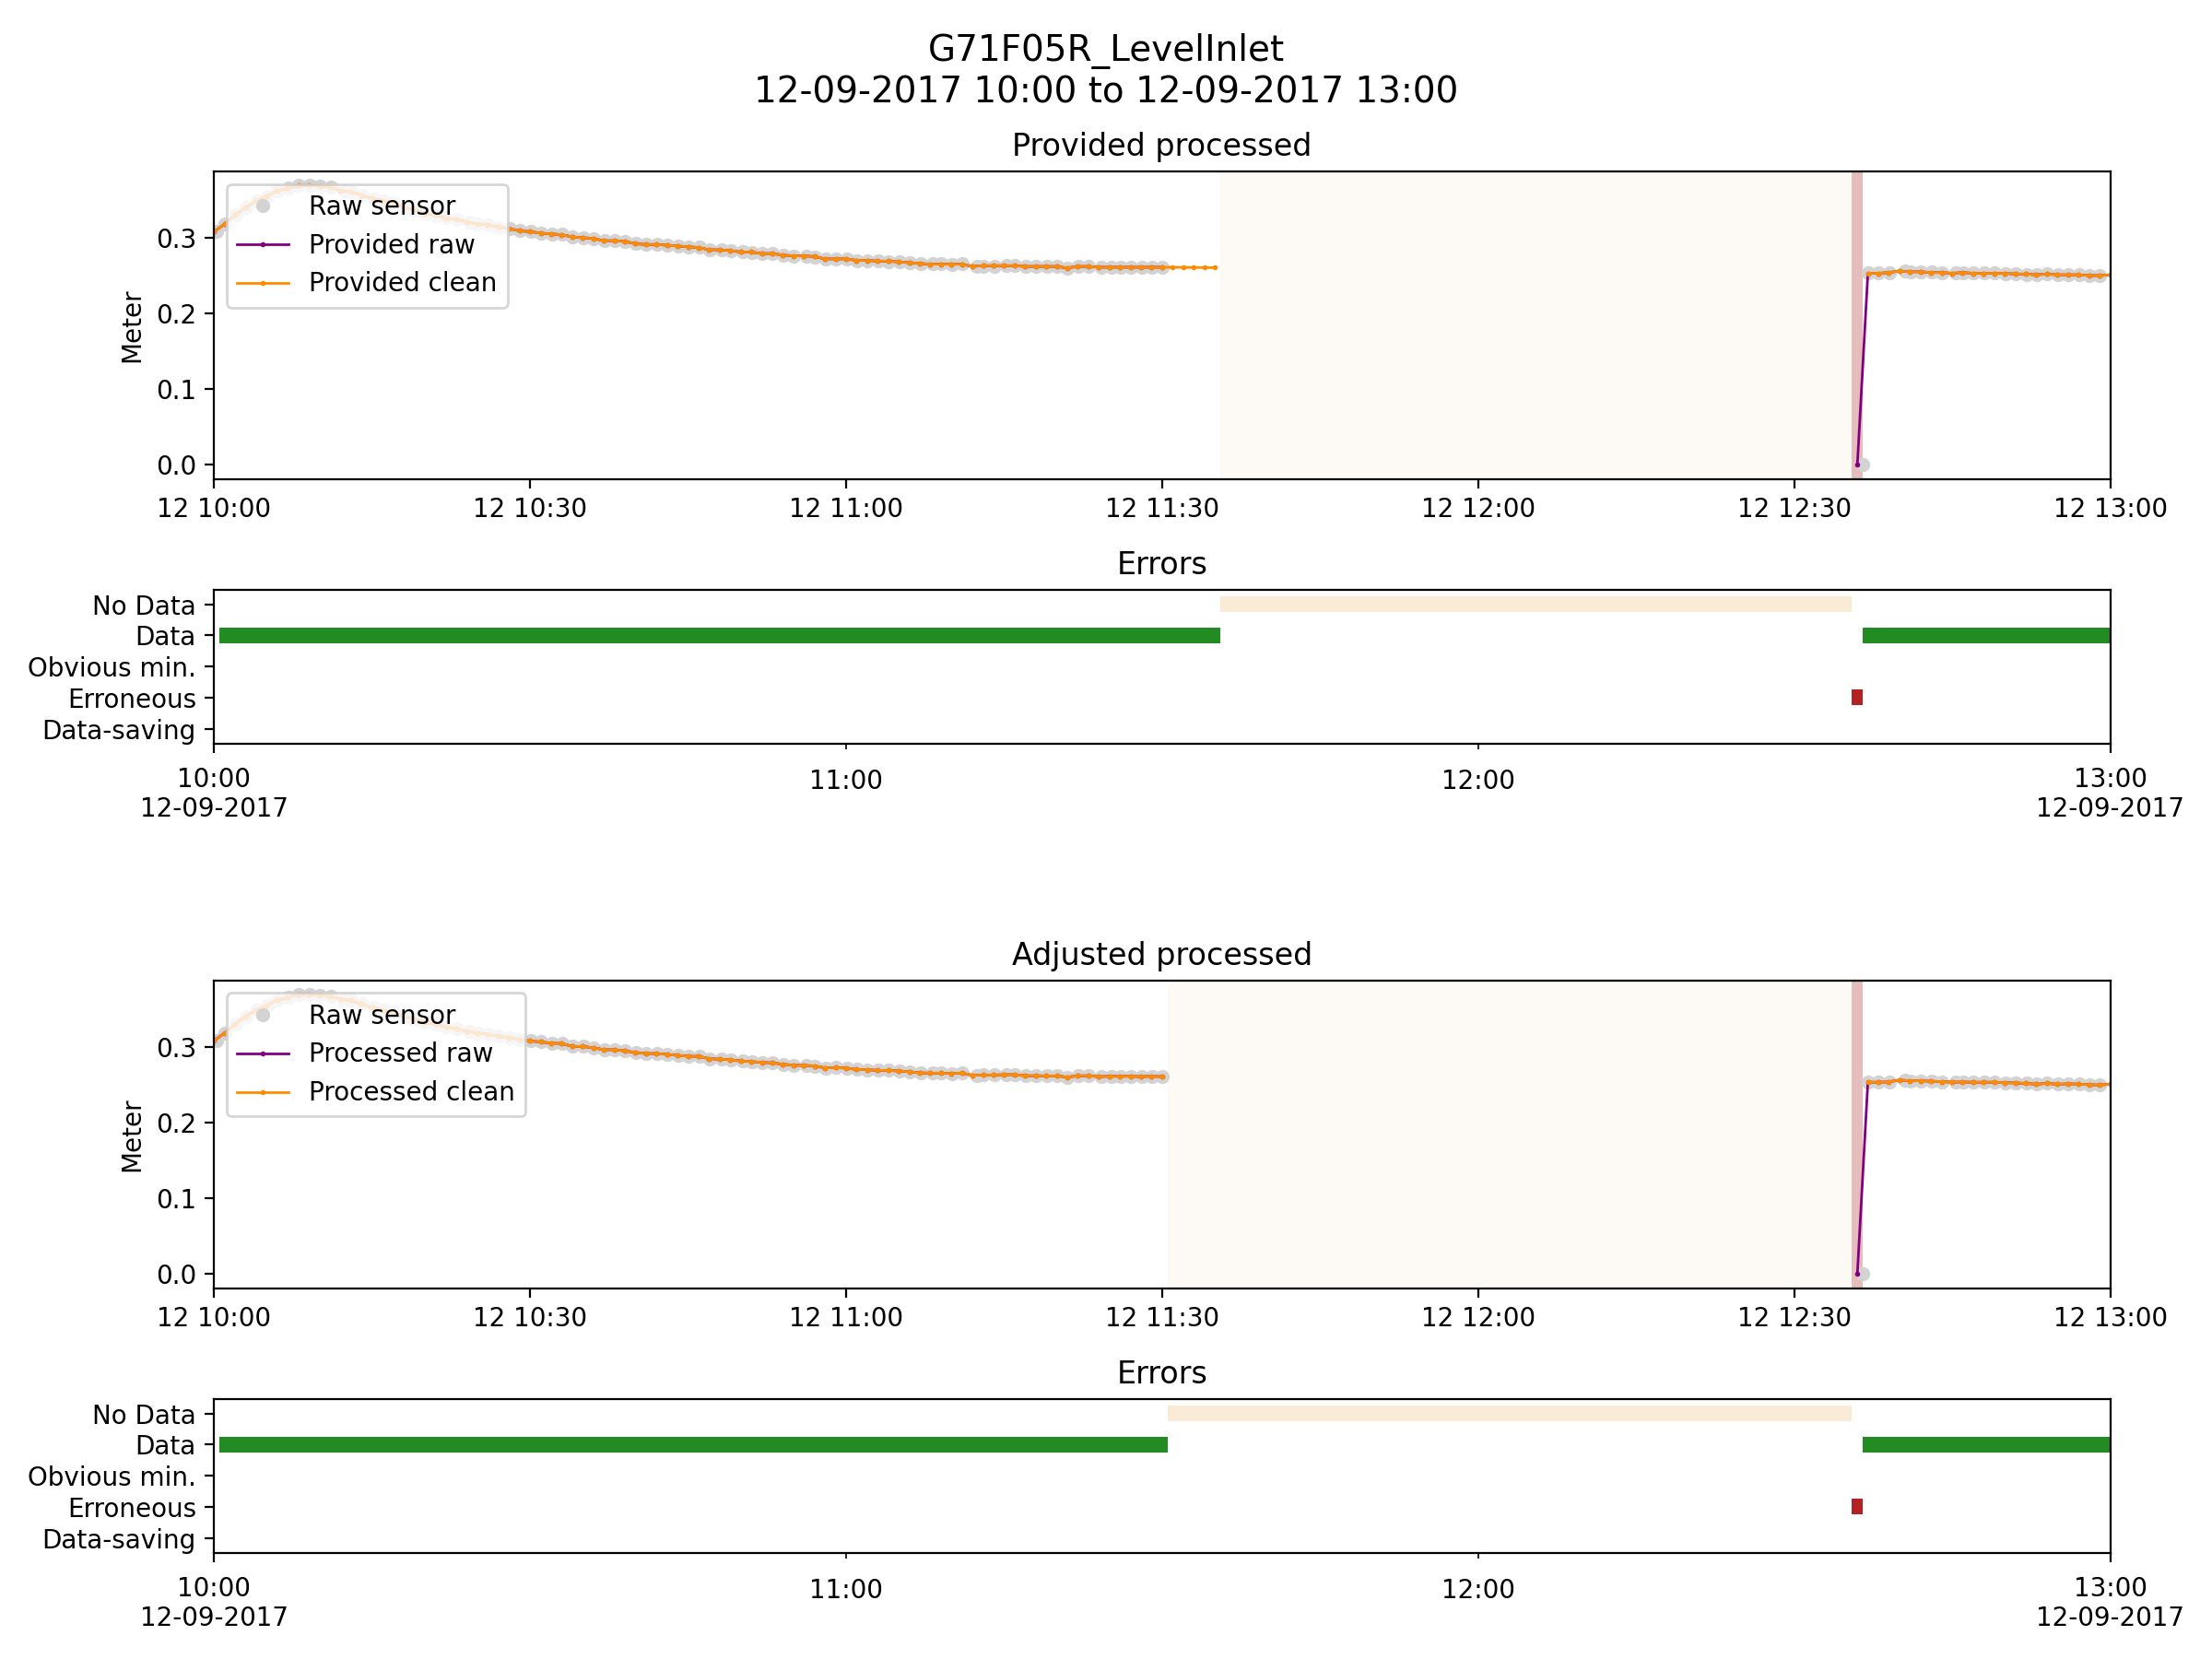 G71F05R_LevelInlet
12-09-2017 10:00 to 12-09-2017 13:00
Provided processed
Raw sensor
Provided raw
Provided clean
Meter
0.3
0.2
0.1
0.0
12 10:00 12 10:30 12 11:00 12 11:30 12 12:00 12 12:30 12 13:00
Errors
No Data
Data
Obvious min.
Erroneous
Data-saving
10:00 11:00 12:00 13:00
12-09-2017 12-09-2017
Adjusted processed
Raw sensor
Processed raw
Processed clean
Meter
0.3
0.2
0.1
0.0
12 10:00 12 10:30 12 11:00 12 11:30 12 12:00 12 12:30 12 13:00
Errors
No Data
Data
Obvious min.
Erroneous
Data-saving
10:00 11:00 12:00 13:00
12-09-2017 12-09-2017